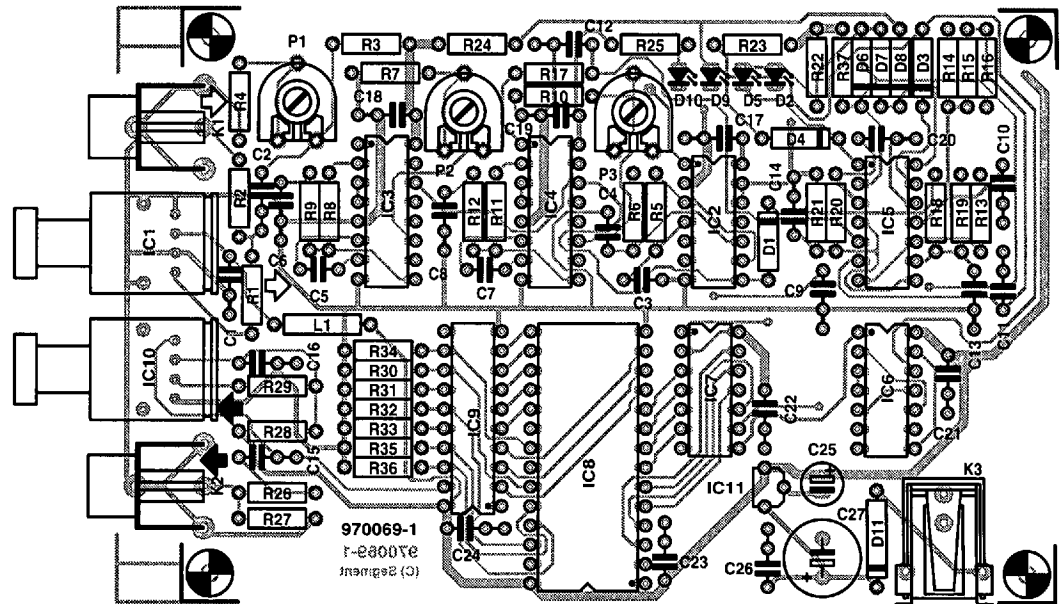 P1
R3
R24
C12
R25
R23
R22
R37
D6
D7
D8
D3
R14
R15
R16
R4
R7
R17
R10
D10
D9
D5
D2
K1
C18
C19
C17
D4
C20
C10
C2
P2
P3
C14
R2
R9
R8
IC3
R12
R11
IC4
C4
R6
R5
IC2
R21
R20
IC5
R18
R19
R13
IC1
C6
D1
R1
C5
C8
C7
C3
C9
C1
L1
C13
C11
IC10
C16
R34
R30
R29
R31
R32
R28
R33
R35
R36
C15
IC9
IC8
IC7
C22
IC6
C21
K2
R26
R27
C25
IC11
K3
C27
D11
970069-1
970069-1
(C) Segment
C24
C23
C26
+
+